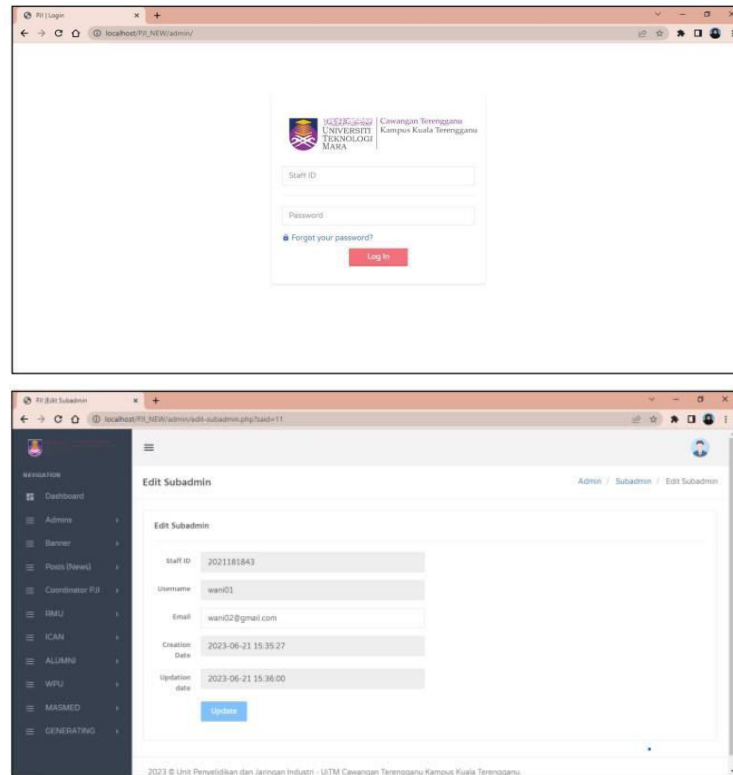 PJI | Login
localhost/PJI_NEW/admin/
UNIVERSITI
TEKNOLOGI
MARA
Cawangan Terengganu
Kampus Kuala Terengganu
Staff ID
Password
Forgot your password?
Log In
PJI |Edit Subadmin
localhost/PJI_NEW/admin/edit-subadmin.php?said=11
NAVIGATION
Dashboard
Admins
Banner
Posts (News)
Coordinator PJI
RMU
ICAN
ALUMNI
WPU
MASMED
GENERATING
Edit Subadmin
Admin / Subadmin / Edit Subadmin
Edit Subadmin
Staff ID 2021181843
Username wani01
Email wani02@gmail.com
Creation Date 2023-06-21 15:35:27
Updation date 2023-06-21 15:36:00
Update
2023 © Unit Penyelidikan dan Jaringan Industri - UiTM Cawangan Terengganu Kampus Kuala Terengganu.